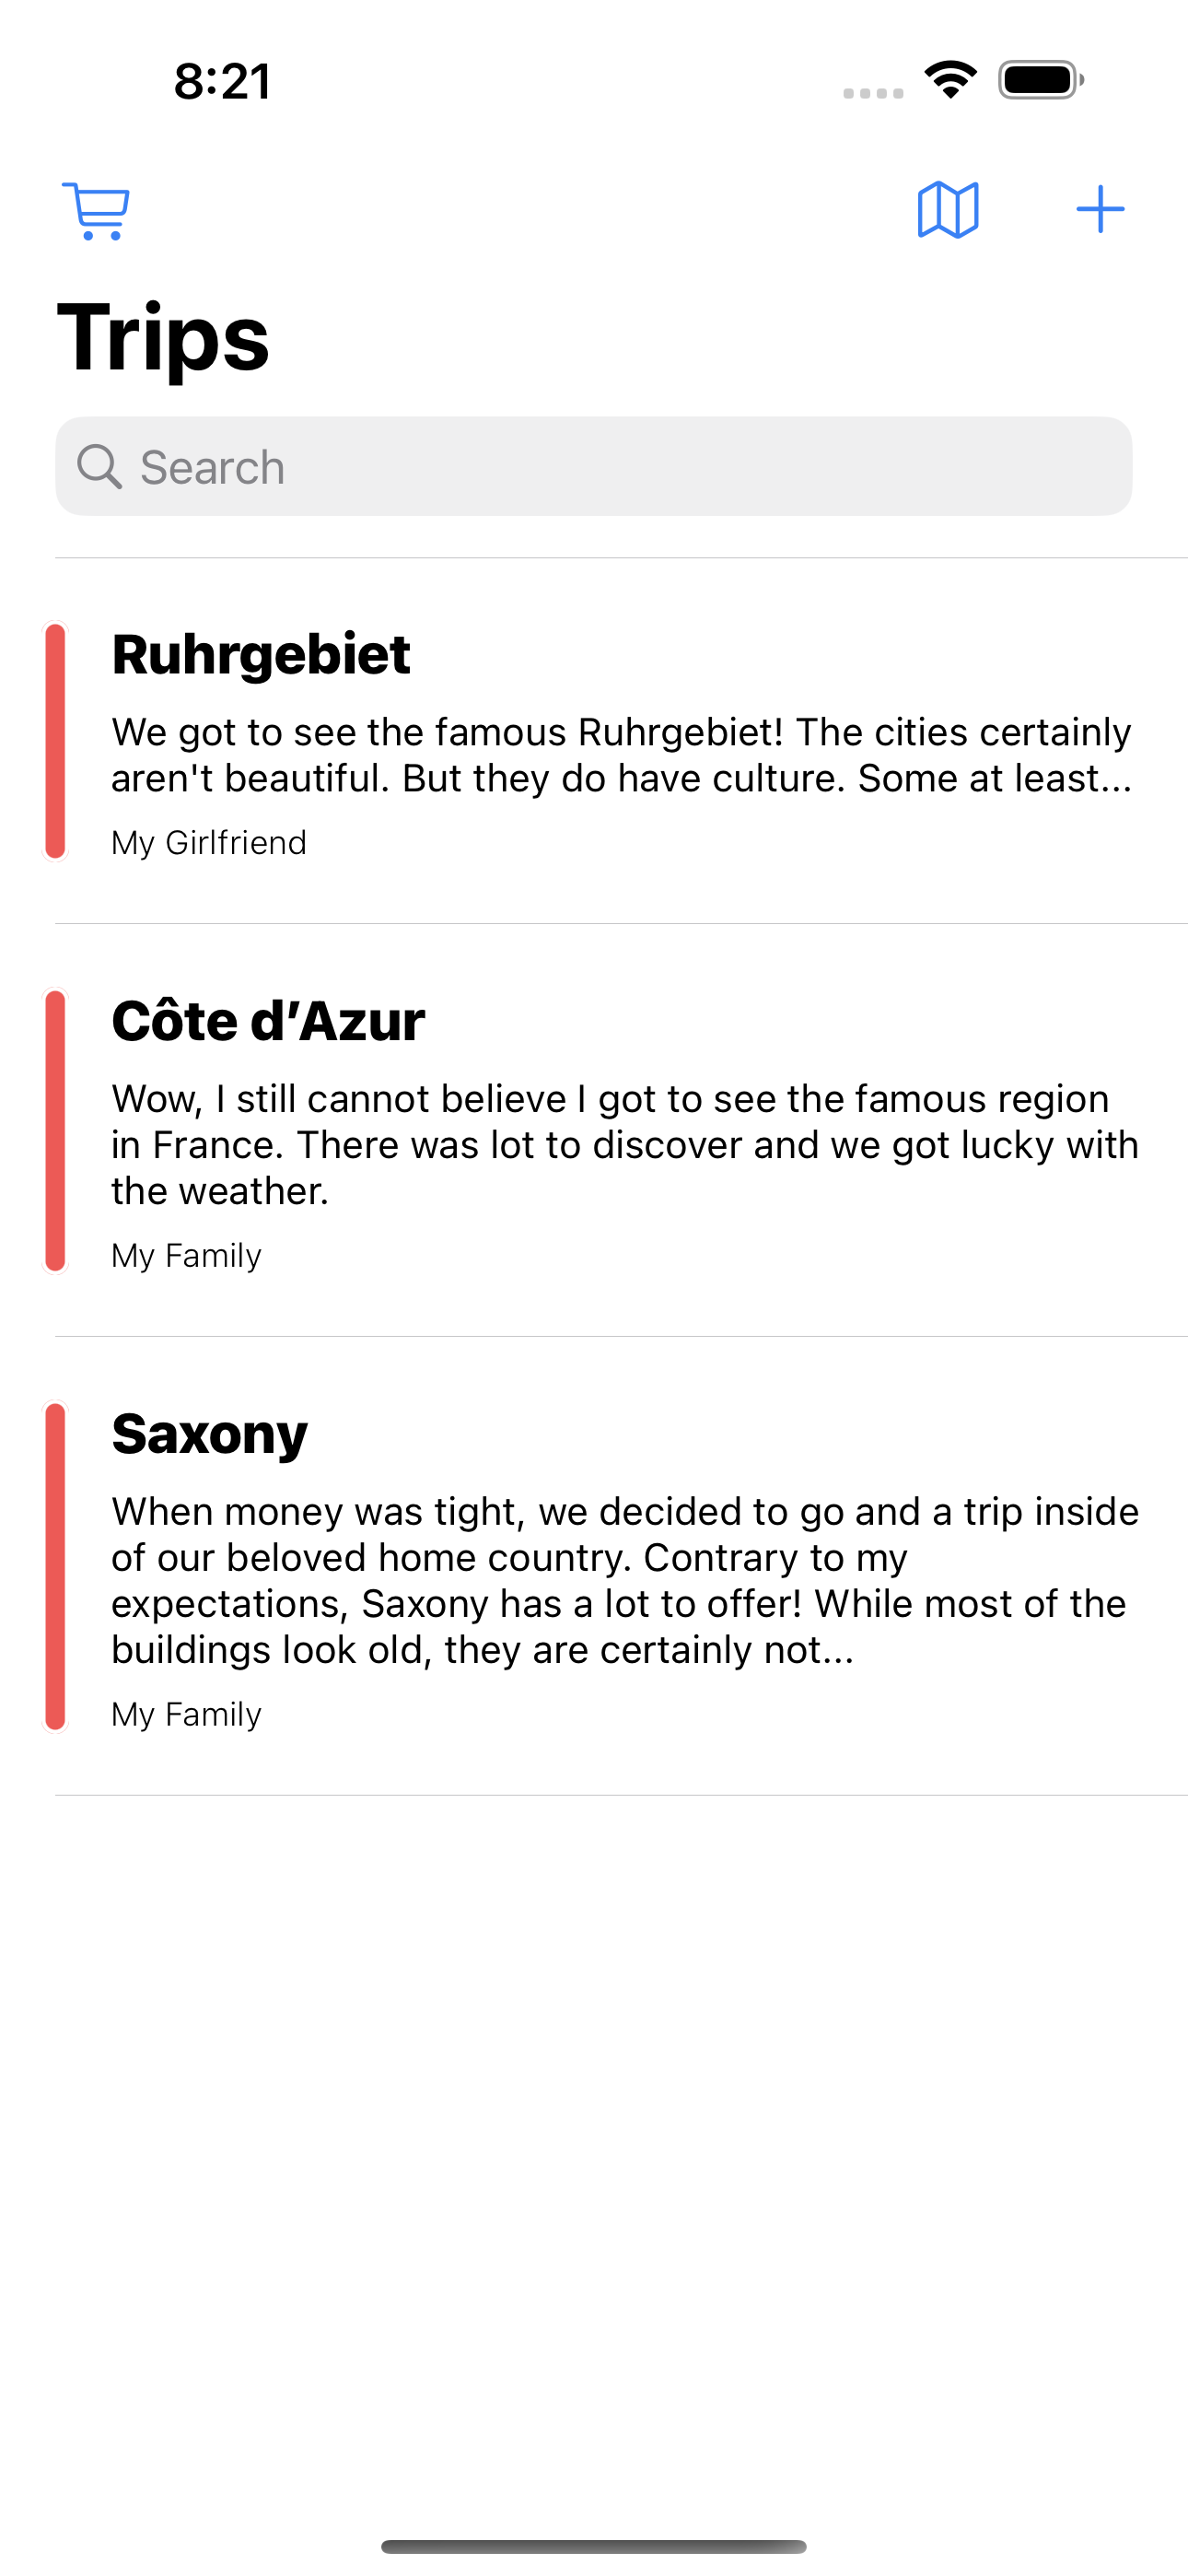 8:21
Trips
Search
Ruhrgebiet
We got to see the famous Ruhrgebiet! The cities certainly
aren't beautiful. But they do have culture. Some at least...
My Girlfriend
Côte d’Azur
Wow, I still cannot believe I got to see the famous region
in France. There was lot to discover and we got lucky with
the weather.
My Family
Saxony
When money was tight, we decided to go and a trip inside
of our beloved home country. Contrary to my
expectations, Saxony has a lot to offer! While most of the
buildings look old, they are certainly not...
My Family